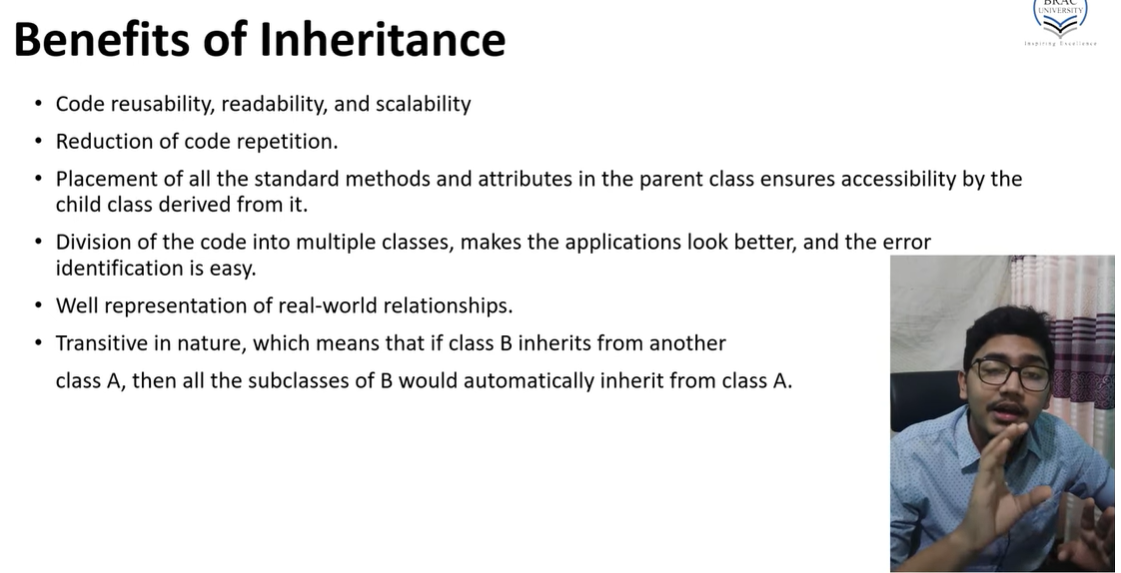 BRAC
UNIVERSITY
Inspiring Excellence
Benefits of Inheritance
• Code reusability, readability, and scalability
• Reduction of code repetition.
• Placement of all the standard methods and attributes in the parent class ensures accessibility by the
child class derived from it.
• Division of the code into multiple classes, makes the applications look better, and the error
identification is easy.
• Well representation of real-world relationships.
• Transitive in nature, which means that if class B inherits from another
class A, then all the subclasses of B would automatically inherit from class A.